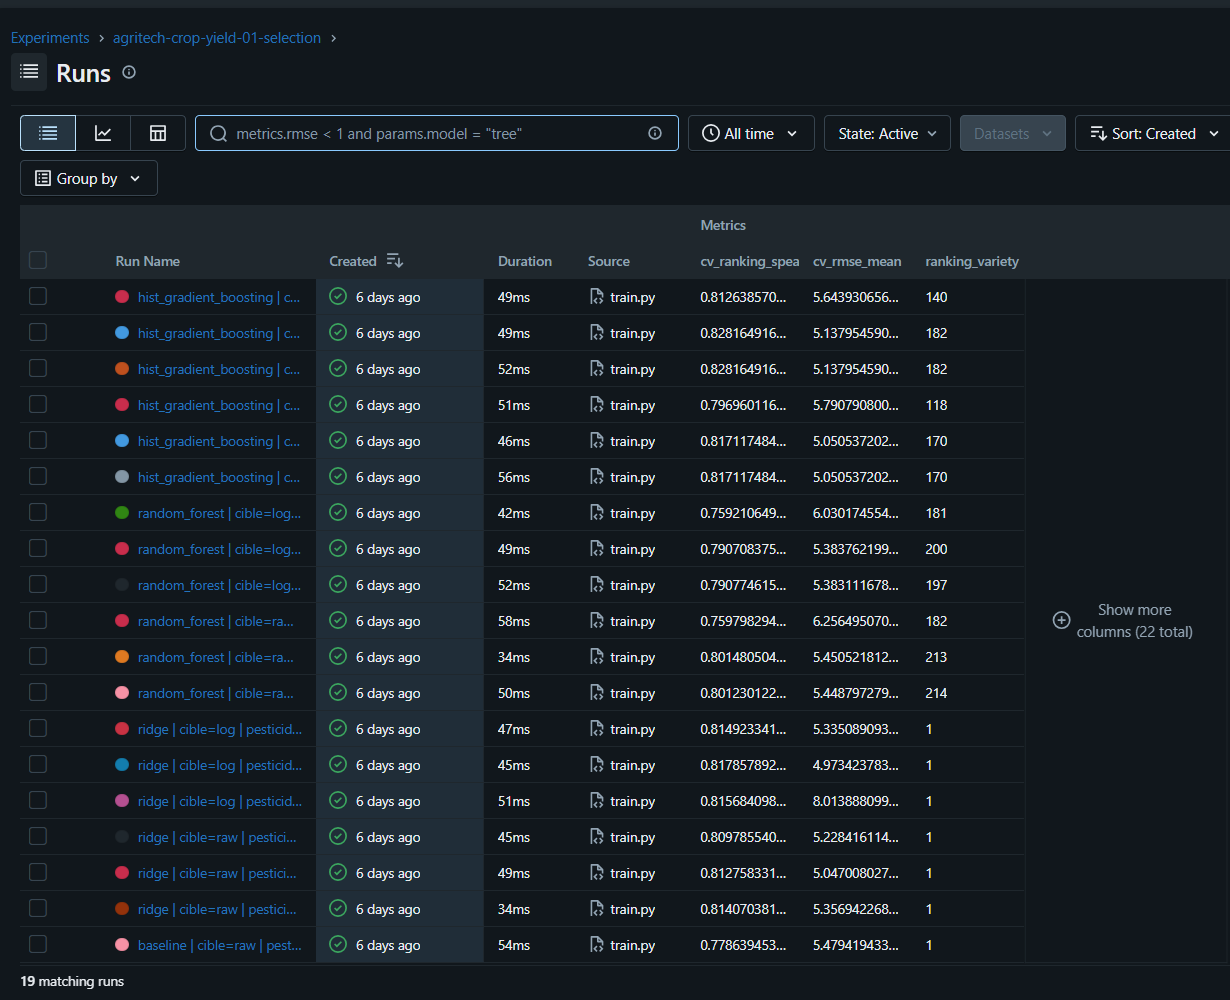 Experiments > agritech-crop-yield-01-selection >
Runs
metrics.rmse < 1 and params.model = "tree"
All time
State: Active
Datasets
Sort: Created
Group by
Metrics
Run Name Created Duration Source cv_ranking_spea cv_rmse_mean ranking_variety
hist_gradient_boosting | c... 6 days ago 49ms train.py 0.812638570... 5.643930656... 140
hist_gradient_boosting | c... 6 days ago 49ms train.py 0.828164916... 5.137954590... 182
hist_gradient_boosting | c... 6 days ago 52ms train.py 0.828164916... 5.137954590... 182
hist_gradient_boosting | c... 6 days ago 51ms train.py 0.796960116... 5.790790800... 118
hist_gradient_boosting | c... 6 days ago 46ms train.py 0.817117484... 5.050537202... 170
hist_gradient_boosting | c... 6 days ago 56ms train.py 0.817117484... 5.050537202... 170
random_forest | cible=log... 6 days ago 42ms train.py 0.759210649... 6.030174554... 181
random_forest | cible=log... 6 days ago 49ms train.py 0.790708375... 5.383762199... 200
random_forest | cible=log... 6 days ago 52ms train.py 0.790774615... 5.383111678... 197
random_forest | cible=ra... 6 days ago 58ms train.py 0.759798294... 6.256495070... 182
random_forest | cible=ra... 6 days ago 34ms train.py 0.801480504... 5.450521812... 213
random_forest | cible=ra... 6 days ago 50ms train.py 0.801230122... 5.448797279... 214
ridge | cible=log | pesticid... 6 days ago 47ms train.py 0.814923341... 5.335089093... 1
ridge | cible=log | pesticid... 6 days ago 45ms train.py 0.817857892... 4.973423783... 1
ridge | cible=log | pesticid... 6 days ago 51ms train.py 0.815684098... 8.013888099... 1
ridge | cible=raw | pestici... 6 days ago 45ms train.py 0.809785540... 5.228416114... 1
ridge | cible=raw | pestici... 6 days ago 49ms train.py 0.812758331... 5.047008027... 1
ridge | cible=raw | pestici... 6 days ago 34ms train.py 0.814070381... 5.356942268... 1
baseline | cible=raw | pest... 6 days ago 54ms train.py 0.778639453... 5.479419433... 1
Show more
columns (22 total)
19 matching runs